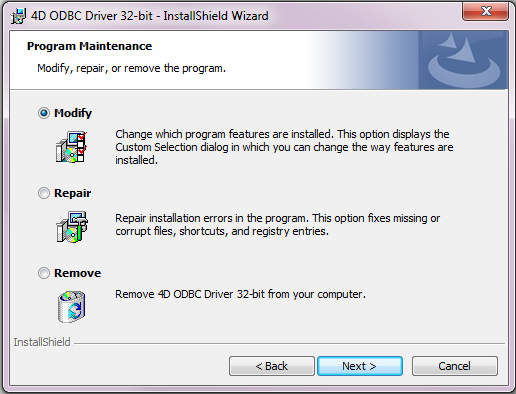 4D ODBC Driver 32-bit - InstallShield Wizard
Program Maintenance
Modify, repair, or remove the program.
Modify
Change which program features are installed. This option displays the
Custom Selection dialog in which you can change the way features are
installed.
Repair
Repair installation errors in the program. This option fixes missing or
corrupt files, shortcuts, and registry entries.
Remove
Remove 4D ODBC Driver 32-bit from your computer.
InstallShield
< Back
Next >
Cancel